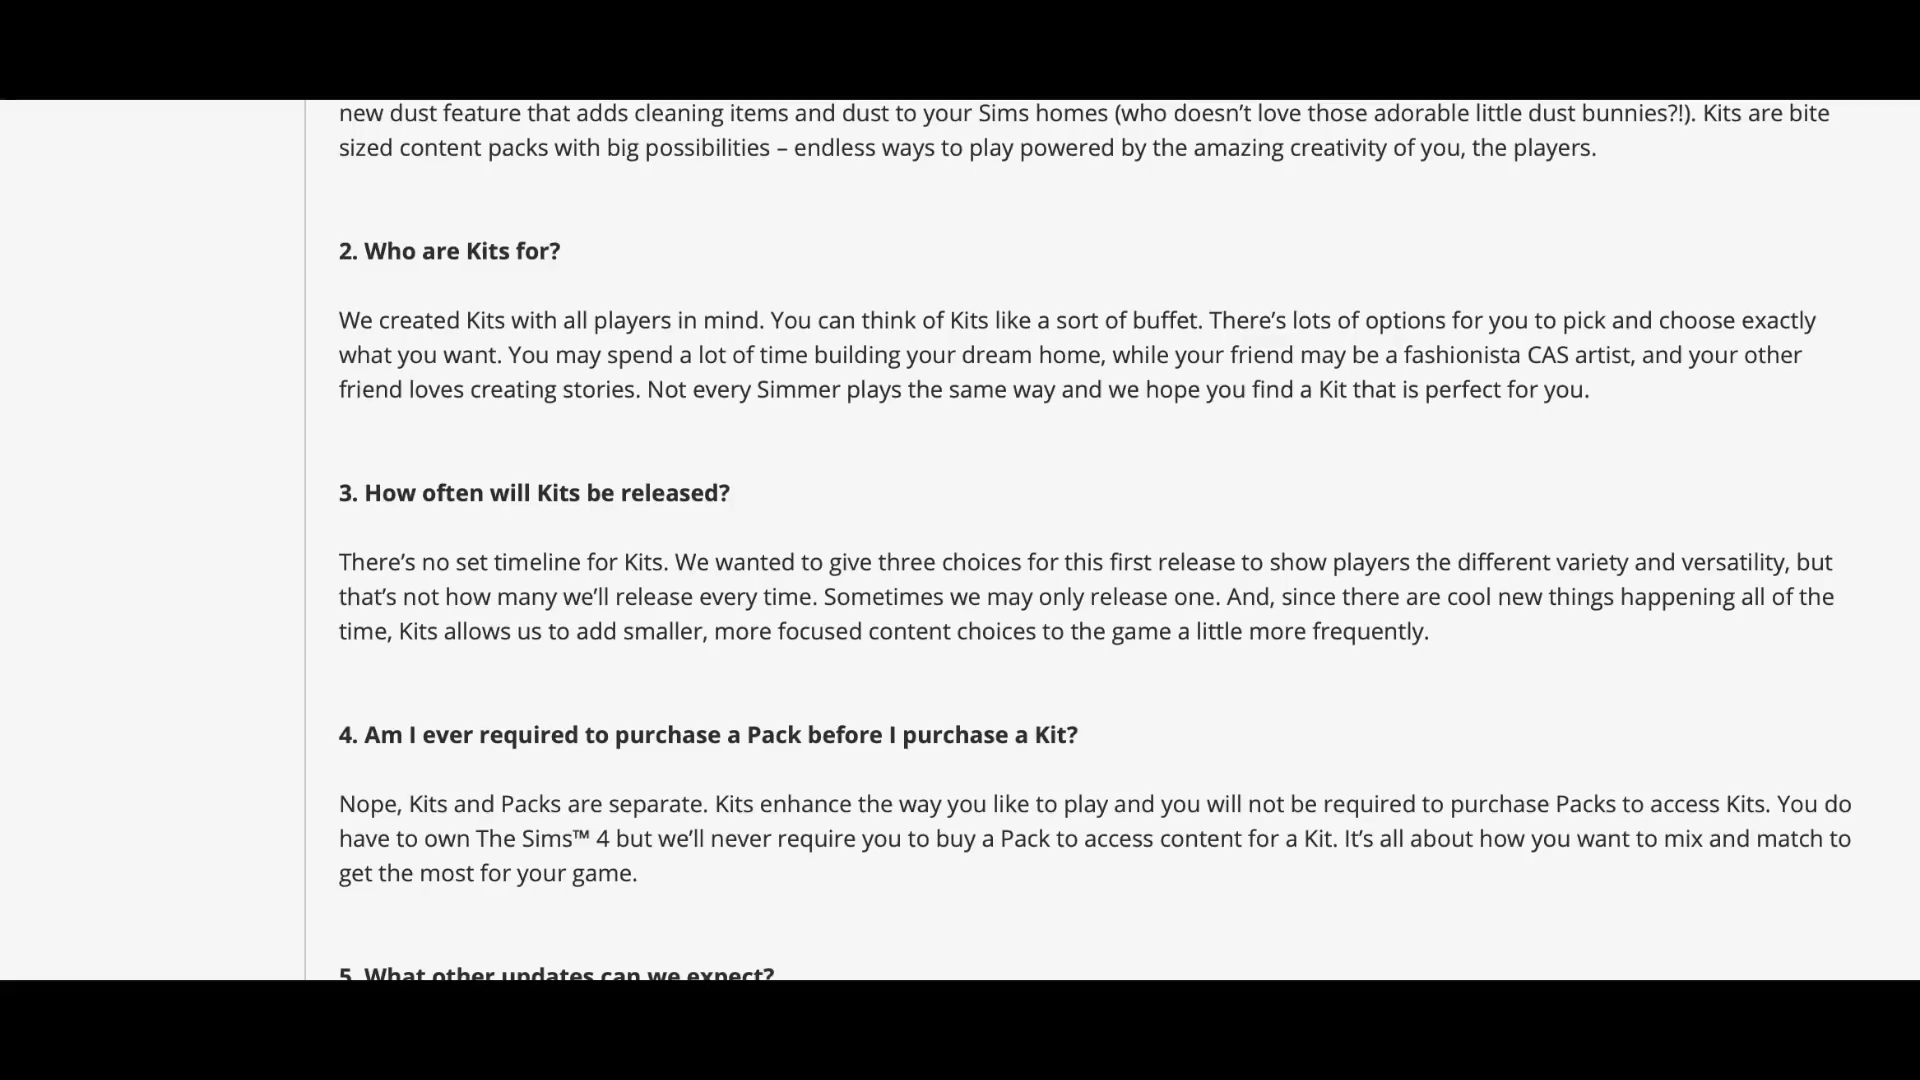 new dust feature that adds cleaning items and dust to your Sims homes (who doesn’t love those adorable little dust bunnies?!). Kits are bite
sized content packs with big possibilities – endless ways to play powered by the amazing creativity of you, the players.
2. Who are Kits for?
We created Kits with all players in mind. You can think of Kits like a sort of buffet. There’s lots of options for you to pick and choose exactly
what you want. You may spend a lot of time building your dream home, while your friend may be a fashionista CAS artist, and your other
friend loves creating stories. Not every Simmer plays the same way and we hope you find a Kit that is perfect for you.
3. How often will Kits be released?
There’s no set timeline for Kits. We wanted to give three choices for this first release to show players the different variety and versatility, but
that’s not how many we’ll release every time. Sometimes we may only release one. And, since there are cool new things happening all of the
time, Kits allows us to add smaller, more focused content choices to the game a little more frequently.
4. Am I ever required to purchase a Pack before I purchase a Kit?
Nope, Kits and Packs are separate. Kits enhance the way you like to play and you will not be required to purchase Packs to access Kits. You do
have to own The Sims™ 4 but we’ll never require you to buy a Pack to access content for a Kit. It’s all about how you want to mix and match to
get the most for your game.
5. What other updates can we expect?